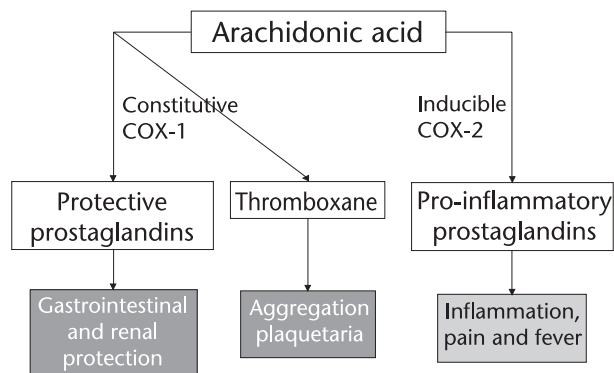 Arachidonic acid
Constitutive
COX-1
Inducible
COX-2
Protective
prostaglandins
Thromboxane
Pro-inflammatory
prostaglandins
Gastrointestinal
and renal
protection
Aggregation
plaquetaria
Inflammation,
pain and fever